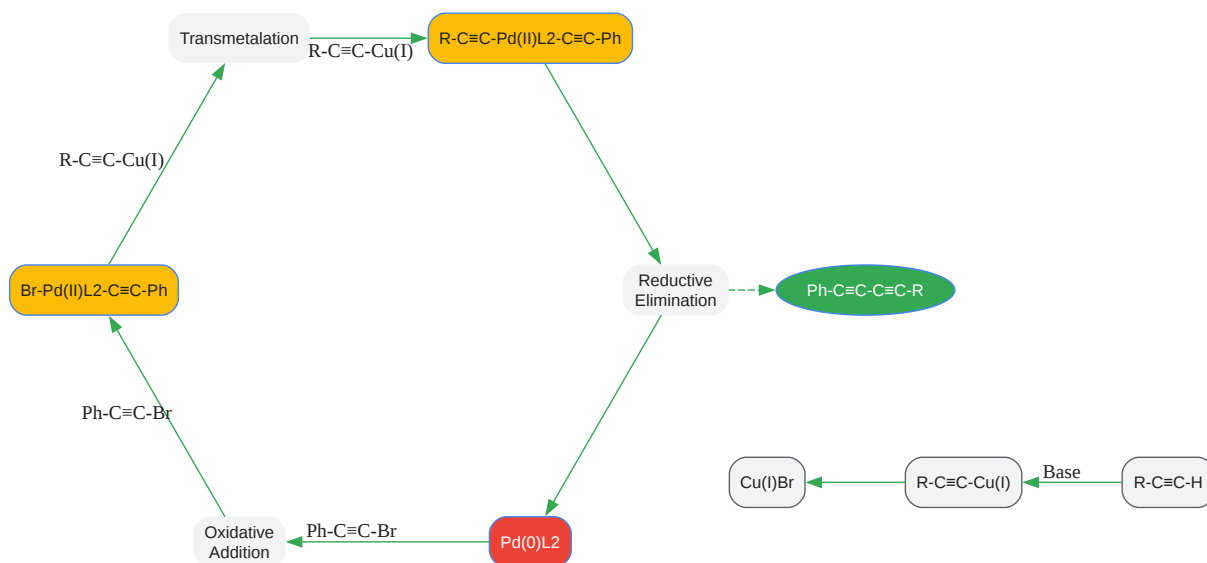 Transmetalation
R-C≡C-Cu(I)
R-C≡C-Pd(II)L2-C≡C-Ph
R-C≡C-Cu(I)
Br-Pd(II)L2-C≡C-Ph
Reductive
Elimination
Ph-C≡C-C≡C-R
Ph-C≡C-Br
Cu(I)Br
R-C≡C-Cu(I)
Base
R-C≡C-H
Oxidative
Addition
Ph-C≡C-Br
Pd(0)L2